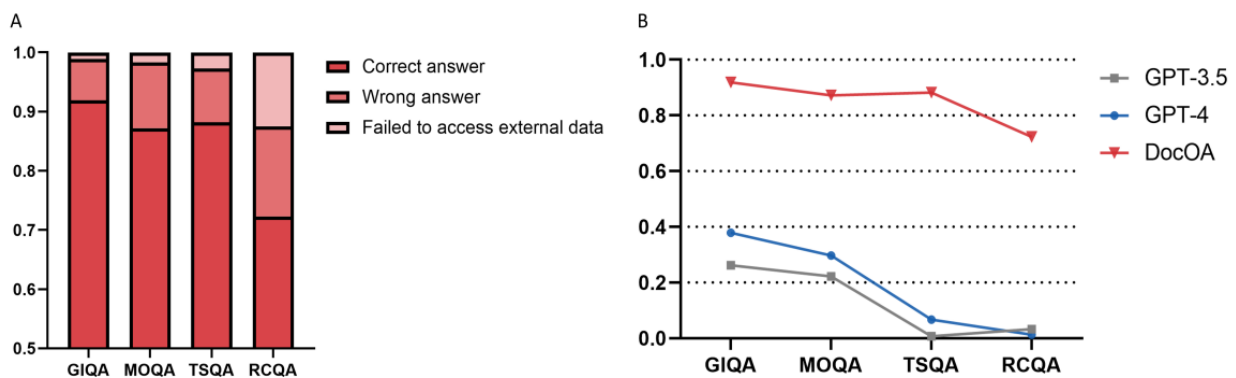 A
1.0
0.9
0.8
0.7
0.6
0.5
GIQA MOQA TSQA RCQA
Correct answer
Wrong answer
Failed to access external data
B
1.0
0.8
0.6
0.4
0.2
0.0
GIQA MOQA TSQA RCQA
GPT-3.5
GPT-4
DocOA